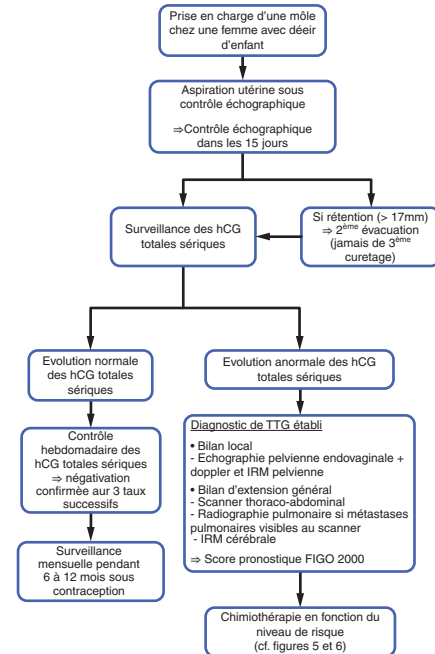 Prise en charge d'une môle
chez une femme avec déeir
d'enfant
Aspiration utérine sous
contrôle échographique
⇒Contrôle échographique
dans les 15 jours
Surveillance des hCG
totales sériques
Si rétention (> 17mm)
⇒ 2ème évacuation
(jamais de 3ème
curetage)
Evolution normale
des hCG totales
sériques
Evolution anormale des hCG
totales sériques
Contrôle
hebdomadaire des
hCG totales sériques
⇒ négativation
confirmèe aur 3 taux
successifs
Surveillance
mensuelle pendant
6 à 12 mois sous
contraception
Diagnostic de TTG établi
• Bilan local
- Echographie pelvienne endovaginale +
doppler et IRM pelvienne
• Bilan d'extension général
- Scanner thoraco-abdominal
- Radiographie pulmonaire si métastases
pulmonaires visibles au scanner
- IRM cérébrale
⇒ Score pronostique FIGO 2000
Chimiothérapie en fonction du
niveau de risque
(cf. figures 5 et 6)